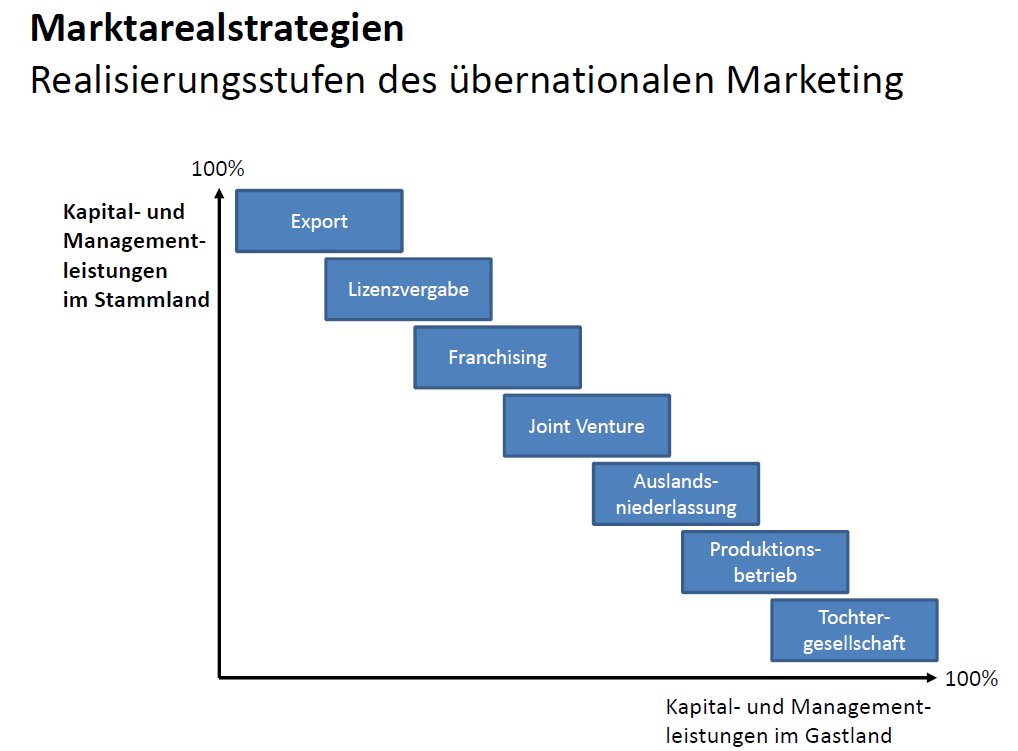 Marktarealstrategien
Realisierungsstufen des übernationalen Marketing
100%
Kapital- und
Management-
leistungen
im Stammland
Export
Lizenzvergabe
Franchising
Joint Venture
Auslands-
niederlassung
Produktions-
betrieb
Tochter-
gesellschaft
100%
Kapital- und Management-
leistungen im Gastland